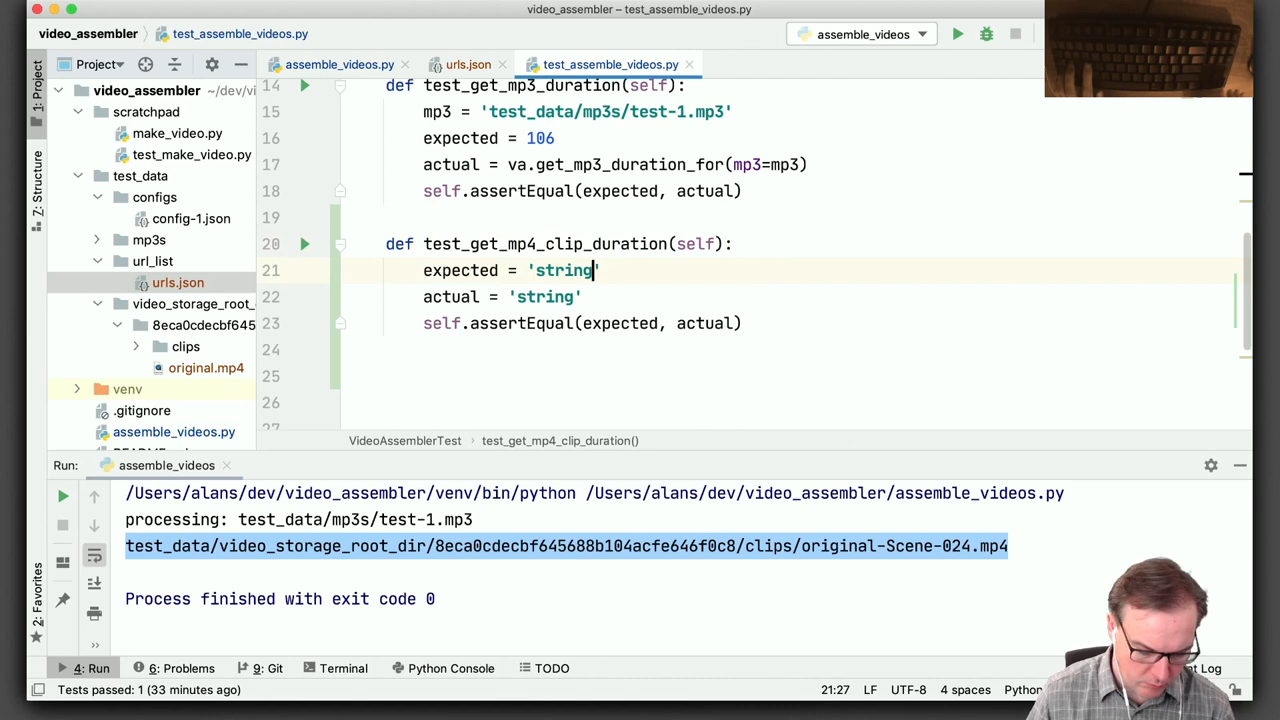 video_assembler – test_assemble_videos.py
video_assembler
test_assemble_videos.py
assemble_videos
1: Project
Z: Structure
2: Favorites
Project
assemble_videos.py
urls.json
test_assemble_videos.py
video_assembler ~/dev/vi
scratchpad
make_video.py
test_make_video.py
test_data
configs
config-1.json
mp3s
url_list
urls.json
video_storage_root_
8eca0cdecbf645
clips
original.mp4
venv
.gitignore
assemble_videos.py
14 def test_get_mp3_duration(self):
15 mp3 = 'test_data/mp3s/test-1.mp3'
16 expected = 106
17 actual = va.get_mp3_duration_for(mp3=mp3)
18 self.assertEqual(expected, actual)
19
20 def test_get_mp4_clip_duration(self):
21 expected = 'string'
22 actual = 'string'
23 self.assertEqual(expected, actual)
24
25
26
27
VideoAssemblerTest
test_get_mp4_clip_duration()
Run:
assemble_videos
/Users/alans/dev/video_assembler/venv/bin/python /Users/alans/dev/video_assembler/assemble_videos.py
processing: test_data/mp3s/test-1.mp3
test_data/video_storage_root_dir/8eca0cdecbf645688b104acfe646f0c8/clips/original-Scene-024.mp4
Process finished with exit code 0
4: Run
6: Problems
9: Git
Terminal
Python Console
TODO
nt Log
Tests passed: 1 (33 minutes ago)
21:27
LF
UTF-8
4 spaces
Python